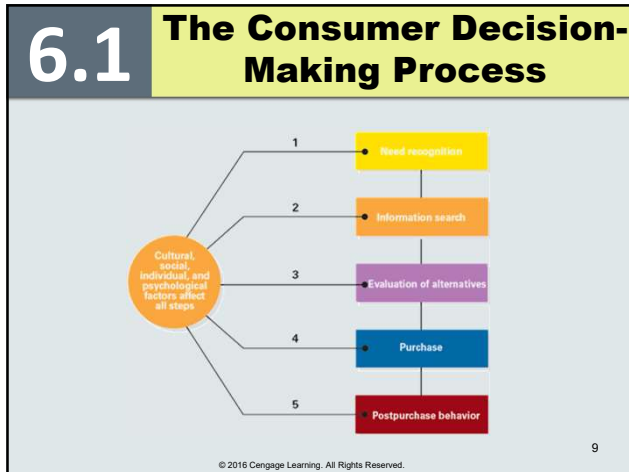 6.1
The Consumer Decision-
Making Process
1
Need recognition
2
Information search
Cultural,
social,
individual, and
psychological
factors affect
all steps
3
Evaluation of alternatives
4
Purchase
5
Postpurchase behavior
9
© 2016 Cengage Learning. All Rights Reserved.